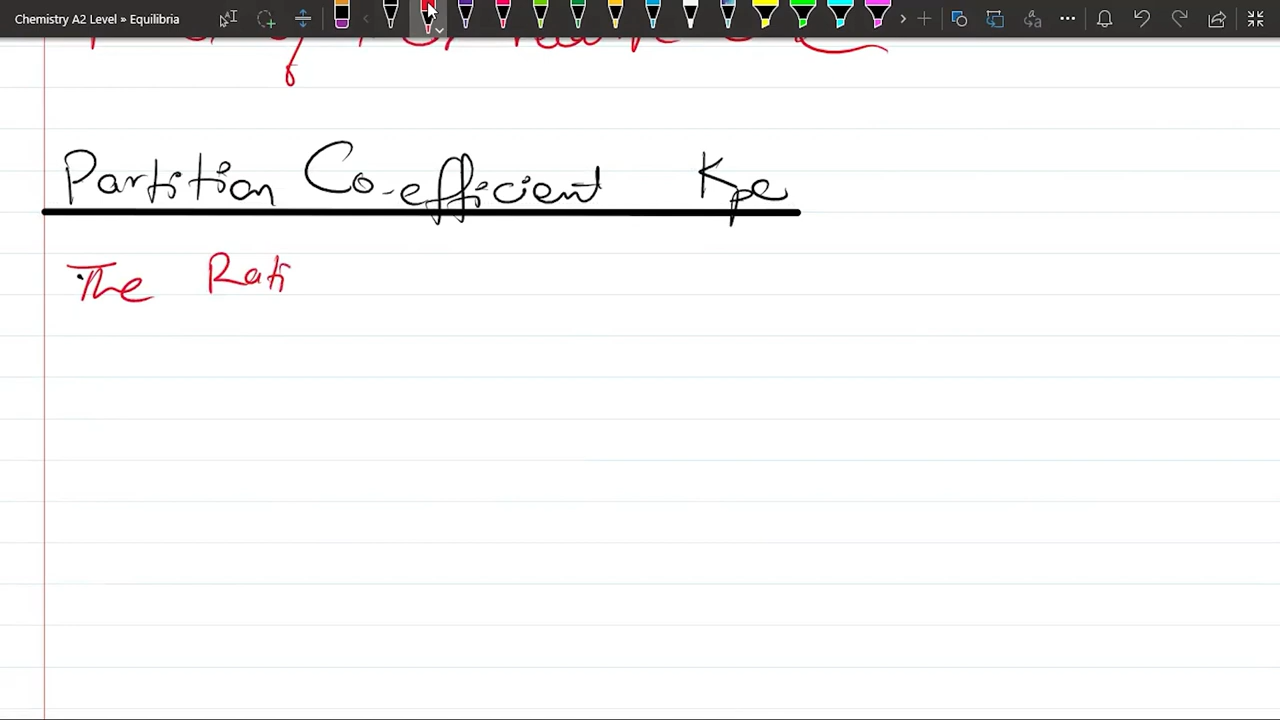 Chemistry A2 Level » Equilibria
Partition Co-efficient Kpc
The Rati